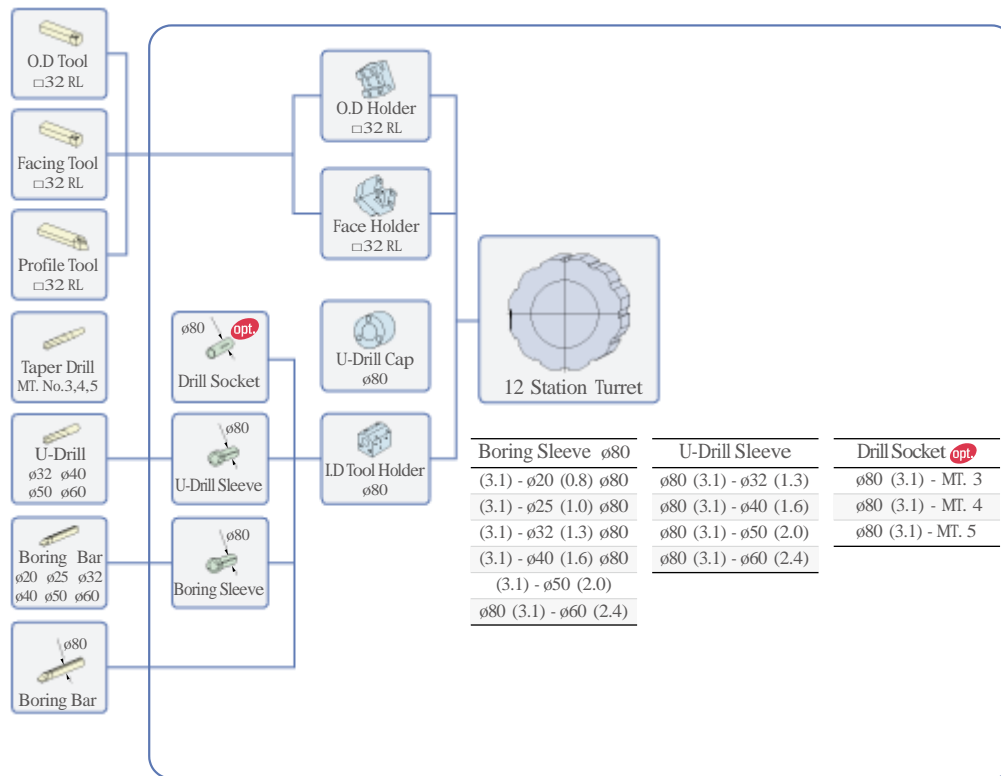 O.D Tool
□32 RL
Facing Tool
□32 RL
Profile Tool
□32 RL
Taper Drill
MT. No.3,4,5
U-Drill
ø32 ø40
ø50 ø60
Boring Bar
ø20 ø25 ø32
ø40 ø50 ø60
ø80
Boring Bar
ø80 opt.
Drill Socket
ø80
U-Drill Sleeve
ø80
Boring Sleeve
O.D Holder
□32 RL
Face Holder
□32 RL
U-Drill Cap
ø80
I.D Tool Holder
ø80
12 Station Turret
Boring Sleeve ø80
(3.1) - ø20 (0.8) ø80
(3.1) - ø25 (1.0) ø80
(3.1) - ø32 (1.3) ø80
(3.1) - ø40 (1.6) ø80
(3.1) - ø50 (2.0)
ø80 (3.1) - ø60 (2.4)
U-Drill Sleeve
ø80 (3.1) - ø32 (1.3)
ø80 (3.1) - ø40 (1.6)
ø80 (3.1) - ø50 (2.0)
ø80 (3.1) - ø60 (2.4)
Drill Socket opt.
ø80 (3.1) - MT. 3
ø80 (3.1) - MT. 4
ø80 (3.1) - MT. 5